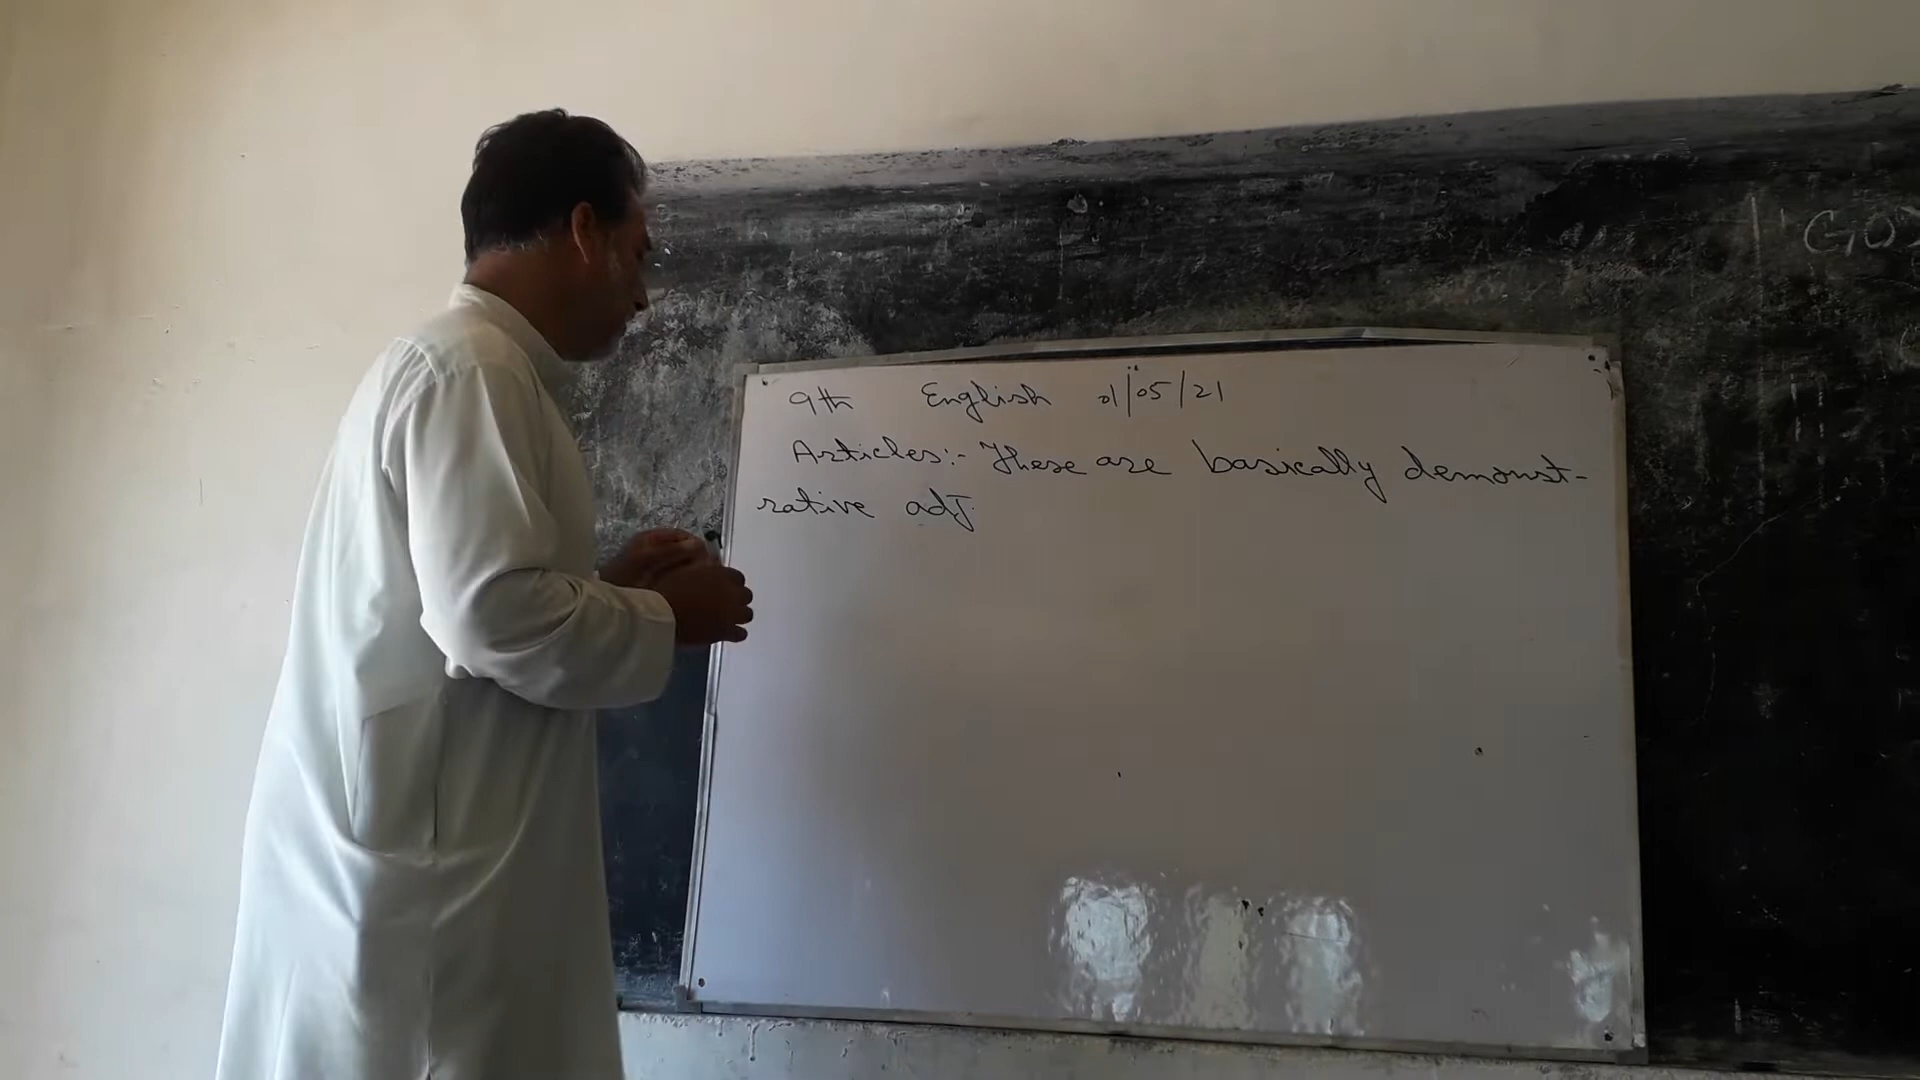 9th English 01/05/21
Articles:- These are basically demonst-
rative adj.